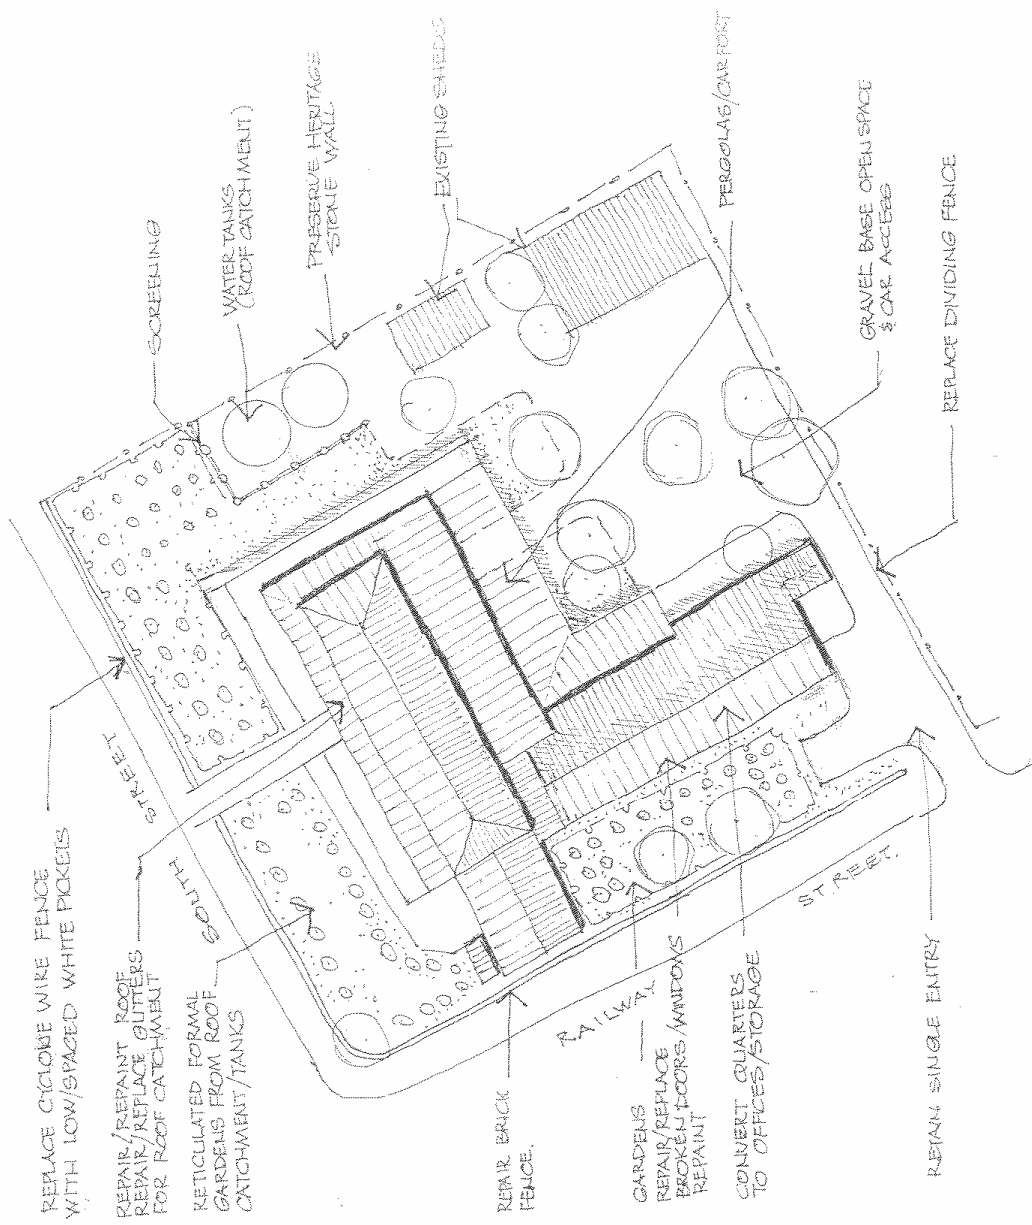 REPLACE CYCLONE WIRE FENCE
WITH LOW/SPACED WHITE PICKETS
REPAIR/REPAINT ROOF
REPAIR/REPLACE GUTTERS
FOR ROOF CATCHMENT
RETICULATED FORMAL
GARDENS FROM ROOF
CATCHMENT/TANKS
REPAIR BRICK
FENCE.
GARDENS
REPAIR/REPLACE
BROKEN DOORS/WINDOWS
REPAINT
CONVERT QUARTERS
TO OFFICES/STORAGE
RETAIN SINGLE ENTRY
SOUTH STREET
RAILWAY STREET.
SCREENING
WATER TANKS
(ROOF CATCHMENT)
PRESERVE HERITAGE
STONE WALL
EXISTING SHEDS
PERGOLAS/CARPORT
GRAVEL BASE OPEN SPACE
& CAR ACCESS
REPLACE DIVIDING FENCE